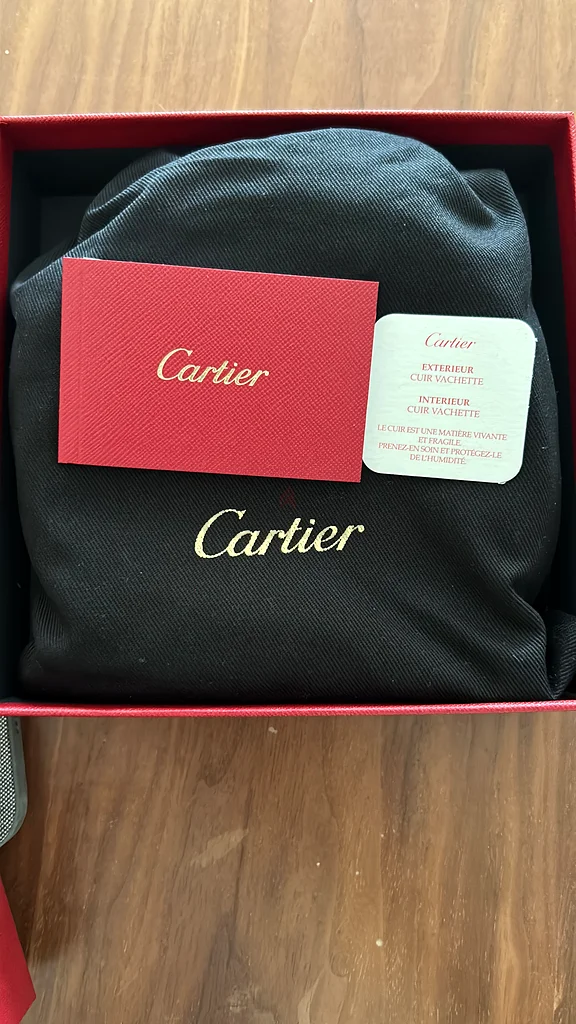 Cartier
Cartier
EXTERIEUR
CUIR VACHETTE
INTERIEUR
CUIR VACHETTE
LE CUIR EST UNE MATIÈRE VIVANTE
ET FRAGILE.
PRENEZ-EN SOIN ET PROTÉGEZ-LE
DE L'HUMIDITÉ.
Cartier